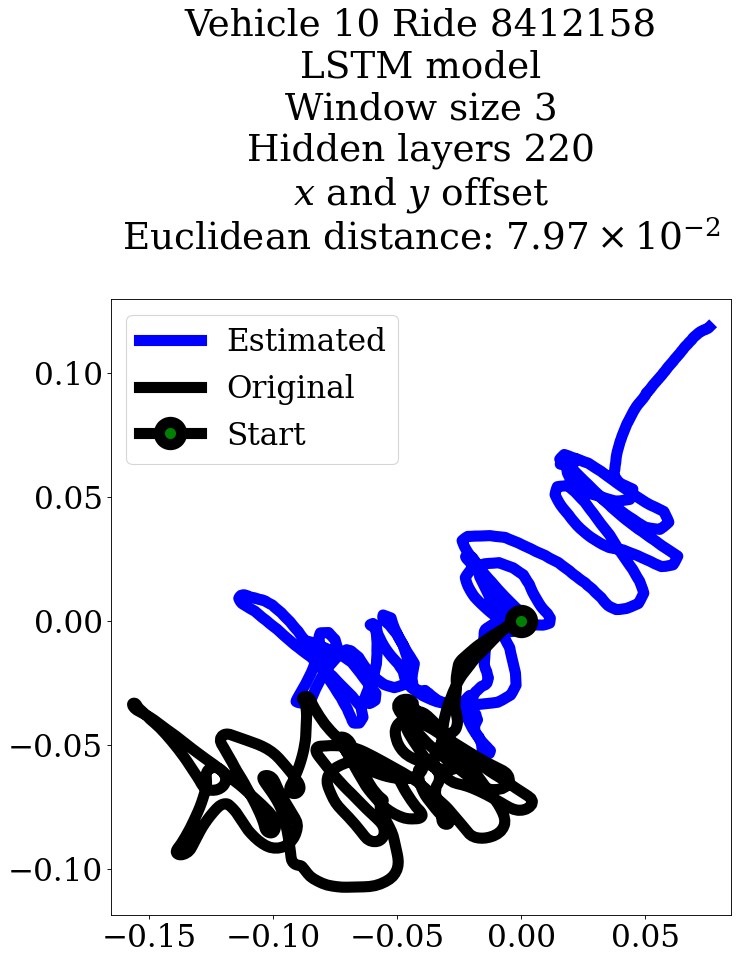 Vehicle 10 Ride 8412158
LSTM model
Window size 3
Hidden layers 220
x and y offset
Euclidean distance: 7.97 × 10⁻²
Estimated
Original
Start
0.10
0.05
0.00
−0.05
−0.10
−0.15
−0.10
−0.05
0.00
0.05